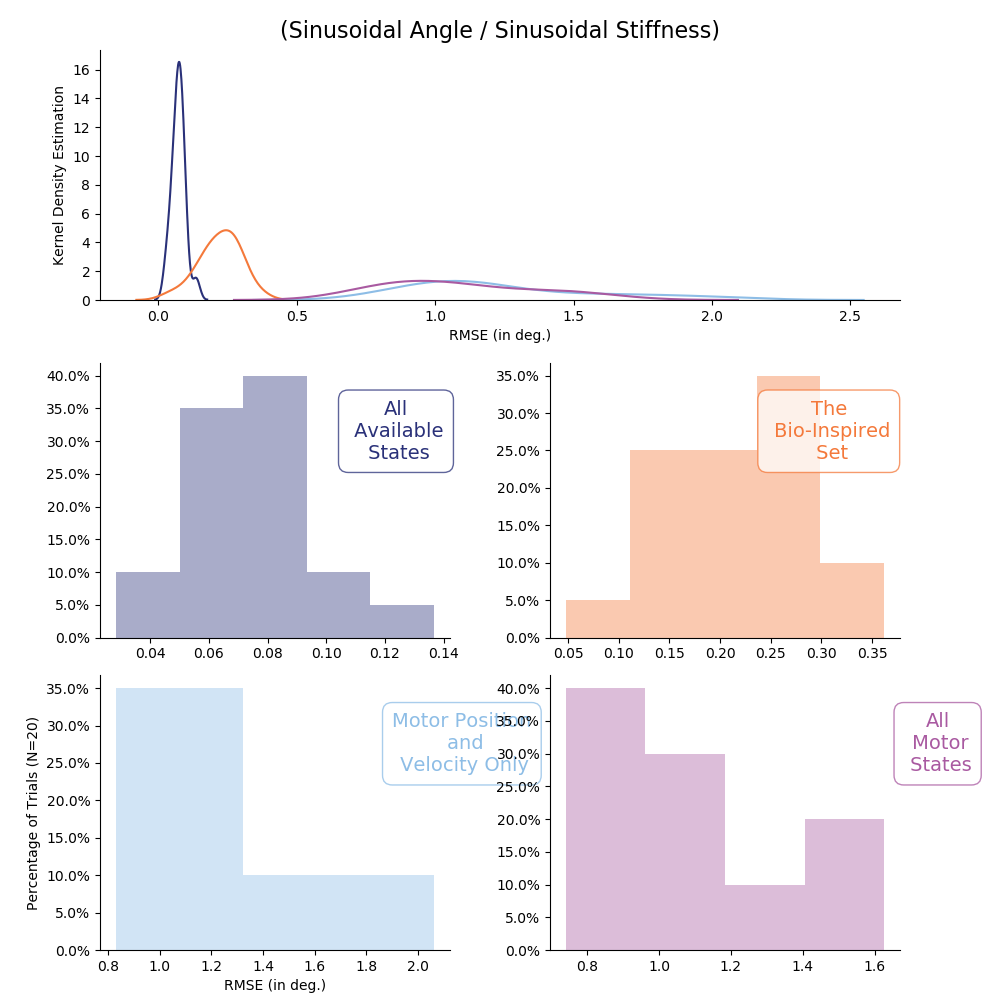 (Sinusoidal Angle / Sinusoidal Stiffness)
Kernel Density Estimation
16
14
12
10
8
6
4
2
0
0.0 0.5 1.0 1.5 2.0 2.5
RMSE (in deg.)
40.0%
35.0%
30.0%
25.0%
20.0%
15.0%
10.0%
5.0%
0.0%
All
Available
States
0.04 0.06 0.08 0.10 0.12 0.14
35.0%
30.0%
25.0%
20.0%
15.0%
10.0%
5.0%
0.0%
The
Bio-Inspired
Set
0.05 0.10 0.15 0.20 0.25 0.30 0.35
Percentage of Trials (N=20)
35.0%
30.0%
25.0%
20.0%
15.0%
10.0%
5.0%
0.0%
Motor Position
and
Velocity Only
0.8 1.0 1.2 1.4 1.6 1.8 2.0
RMSE (in deg.)
40.0%
35.0%
30.0%
25.0%
20.0%
15.0%
10.0%
5.0%
0.0%
All
Motor
States
0.8 1.0 1.2 1.4 1.6